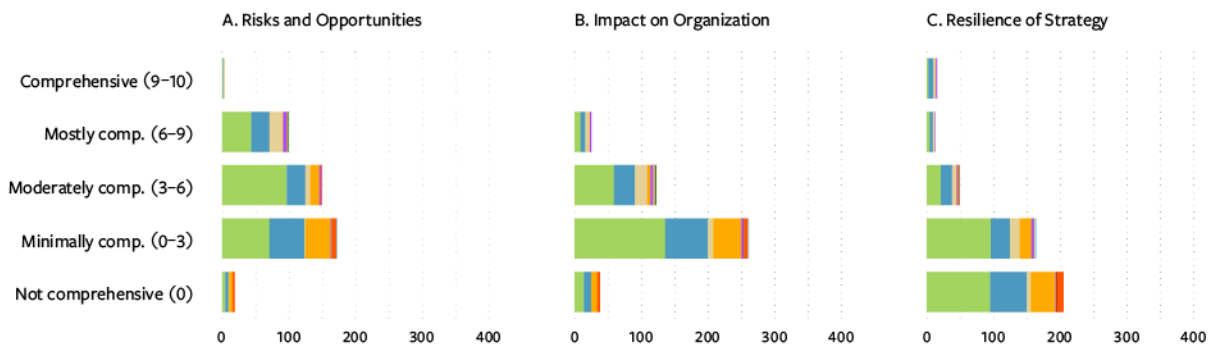 A. Risks and Opportunities
B. Impact on Organization
C. Resilience of Strategy
Comprehensive (9–10)
Mostly comp. (6–9)
Moderately comp. (3–6)
Minimally comp. (0–3)
Not comprehensive (0)
0 100 200 300 400
0 100 200 300 400
0 100 200 300 400